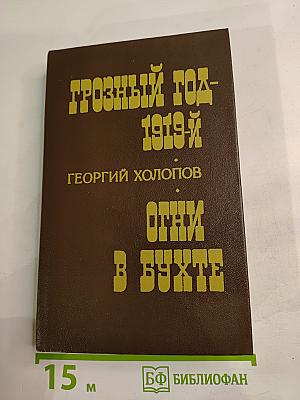 ГРОЗНЫЙ ГОД-
1919-Й
·
ГЕОРГИЙ ХОЛОПОВ
·
ОГНИ
В БУХТЕ
15 м
БФ БИБЛИОФАН